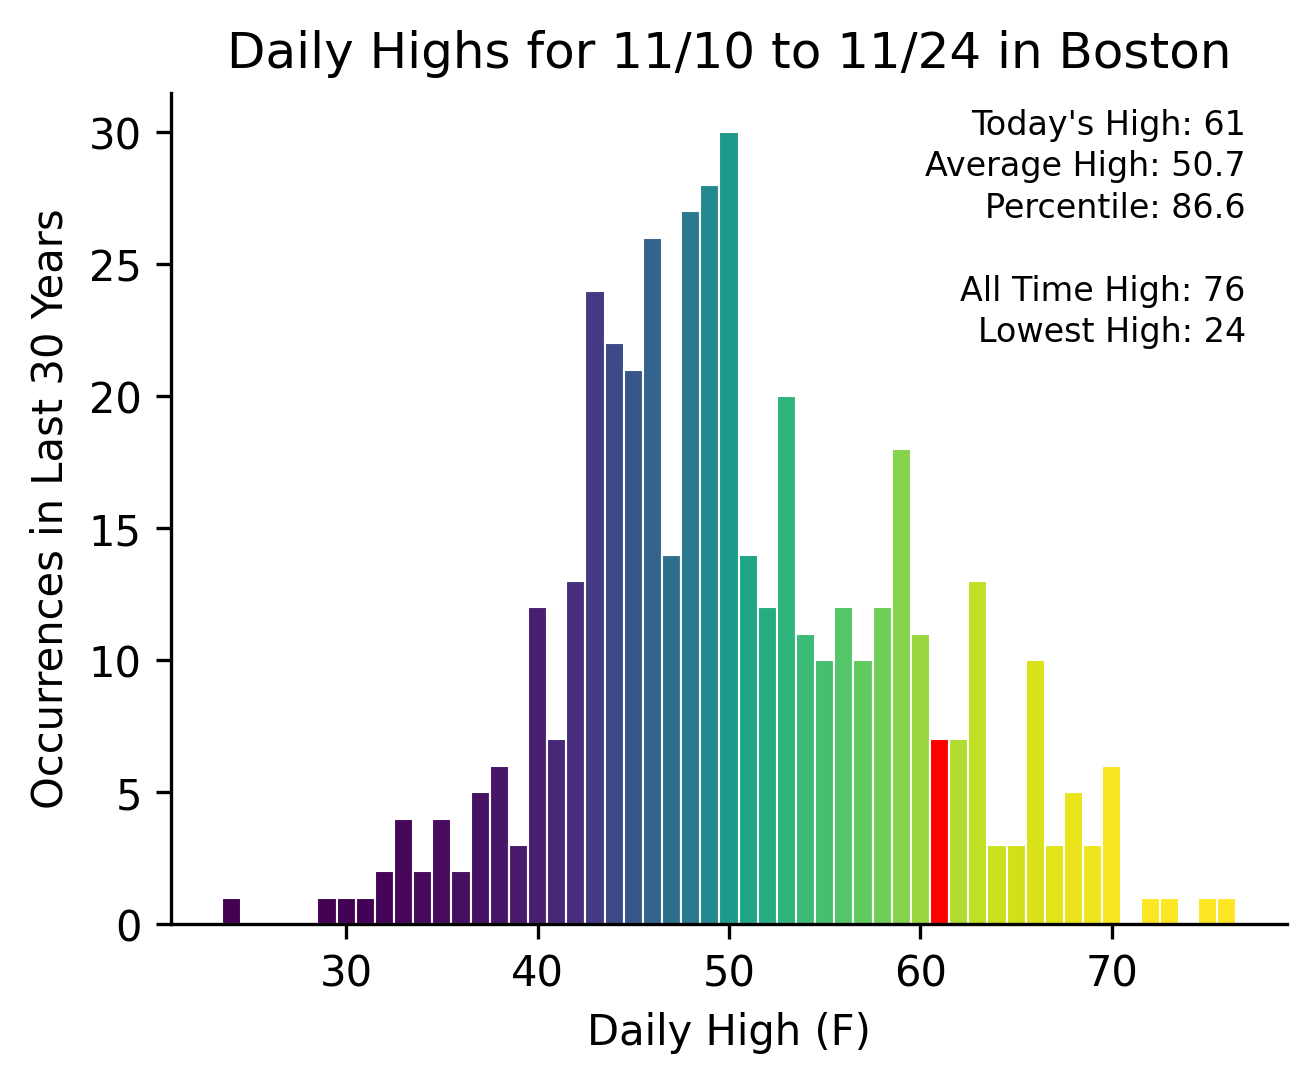 Daily Highs for 11/10 to 11/24 in Boston
Today's High: 61
Average High: 50.7
Percentile: 86.6
All Time High: 76
Lowest High: 24
Occurrences in Last 30 Years
30
25
20
15
10
5
0
30 40 50 60 70
Daily High (F)